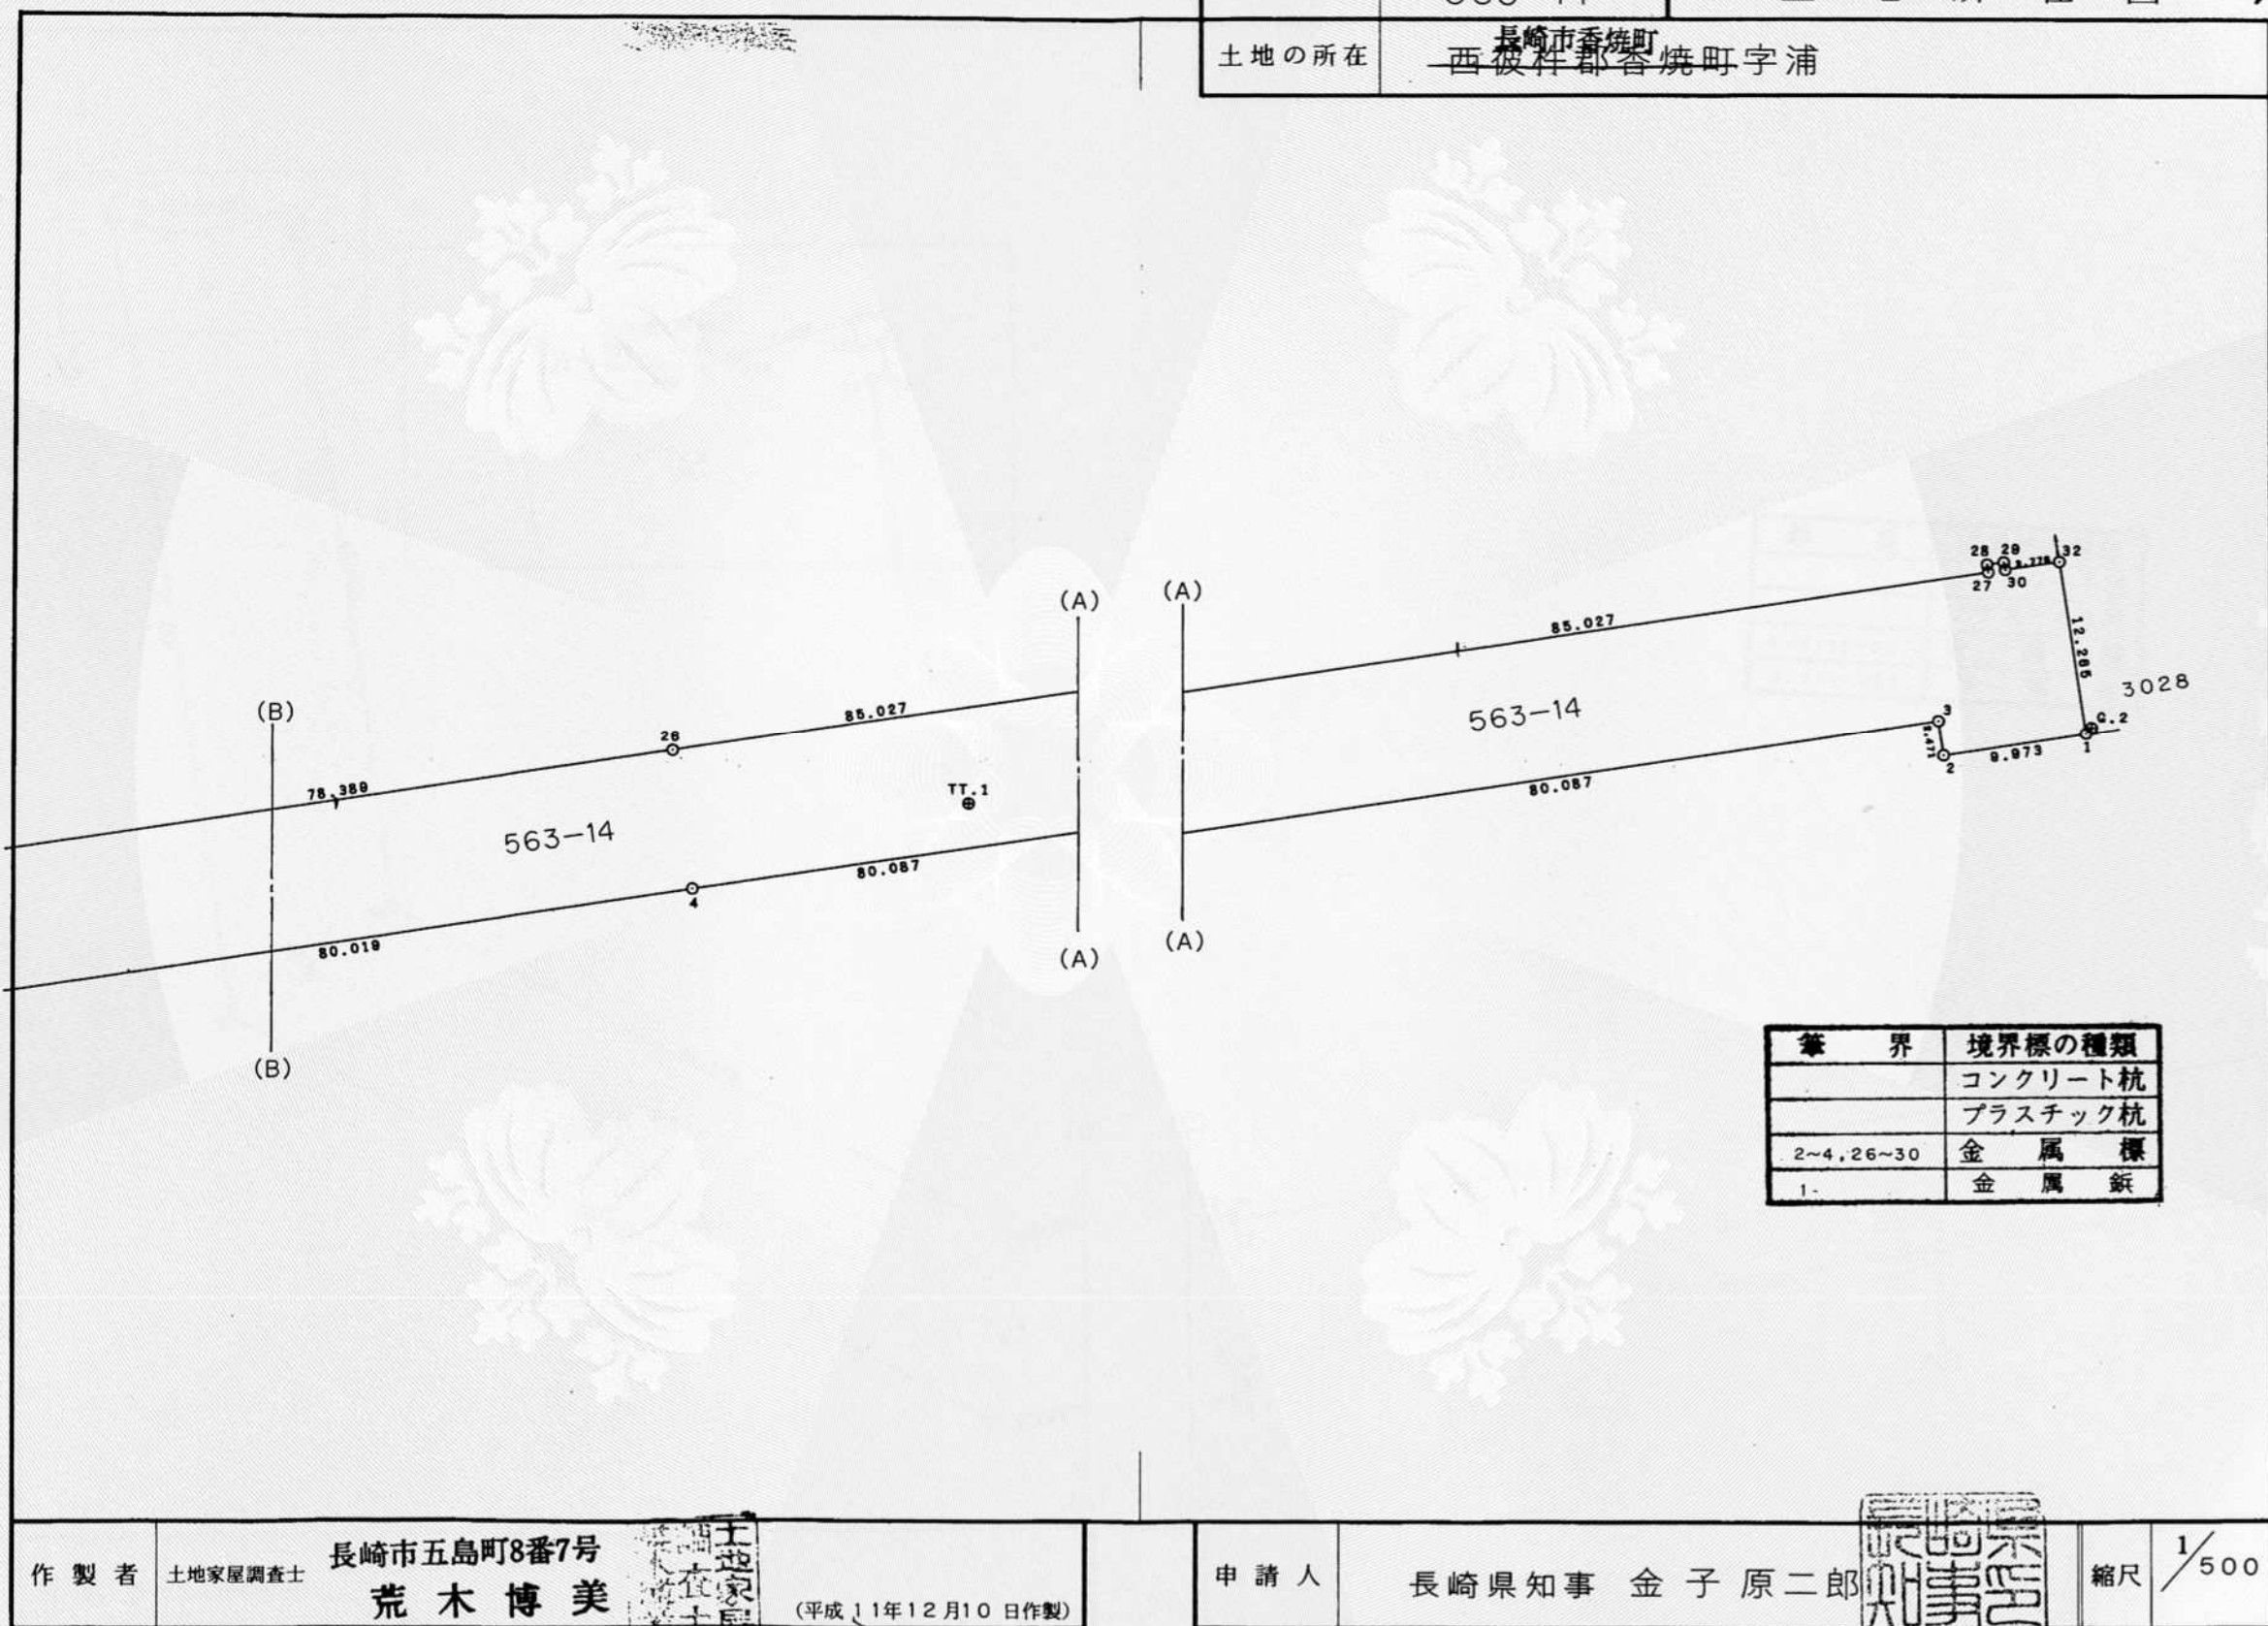 土地の所在
長崎市香焼町
西彼杵郡香焼町字浦
28 29
3.778
32
27
30
(A)
(A)
85.027
12.265
3028
(B)
85.027
563-14
3
G.2
26
2.471
1
9.973
2
78.389
TT.1
80.087
563-14
80.087
4
80.019
(A)
(A)
(B)
筆界 境界標の種類
コンクリート杭
プラスチック杭
2~4,26~30 金属標
1 金属鋲
作製者 土地家屋調査士
長崎市五島町8番7号
荒木博美
(平成11年12月10日作製)
申請人 長崎県知事 金子原二郎
縮尺 1/500